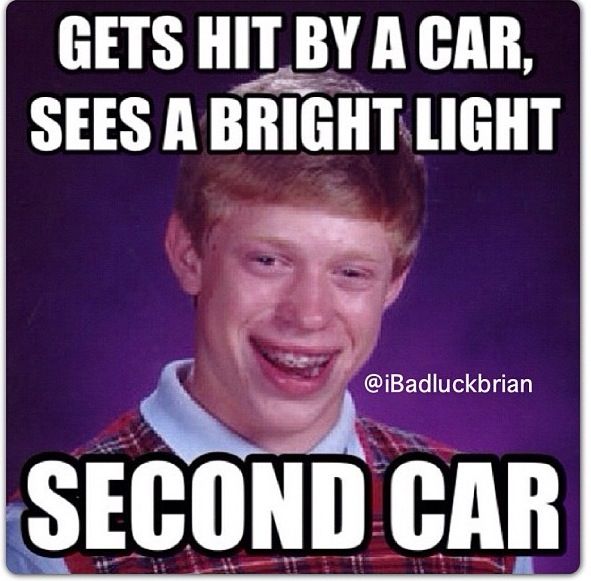 GETS HIT BY A CAR,
SEES A BRIGHT LIGHT
@iBadluckbrian
SECOND CAR